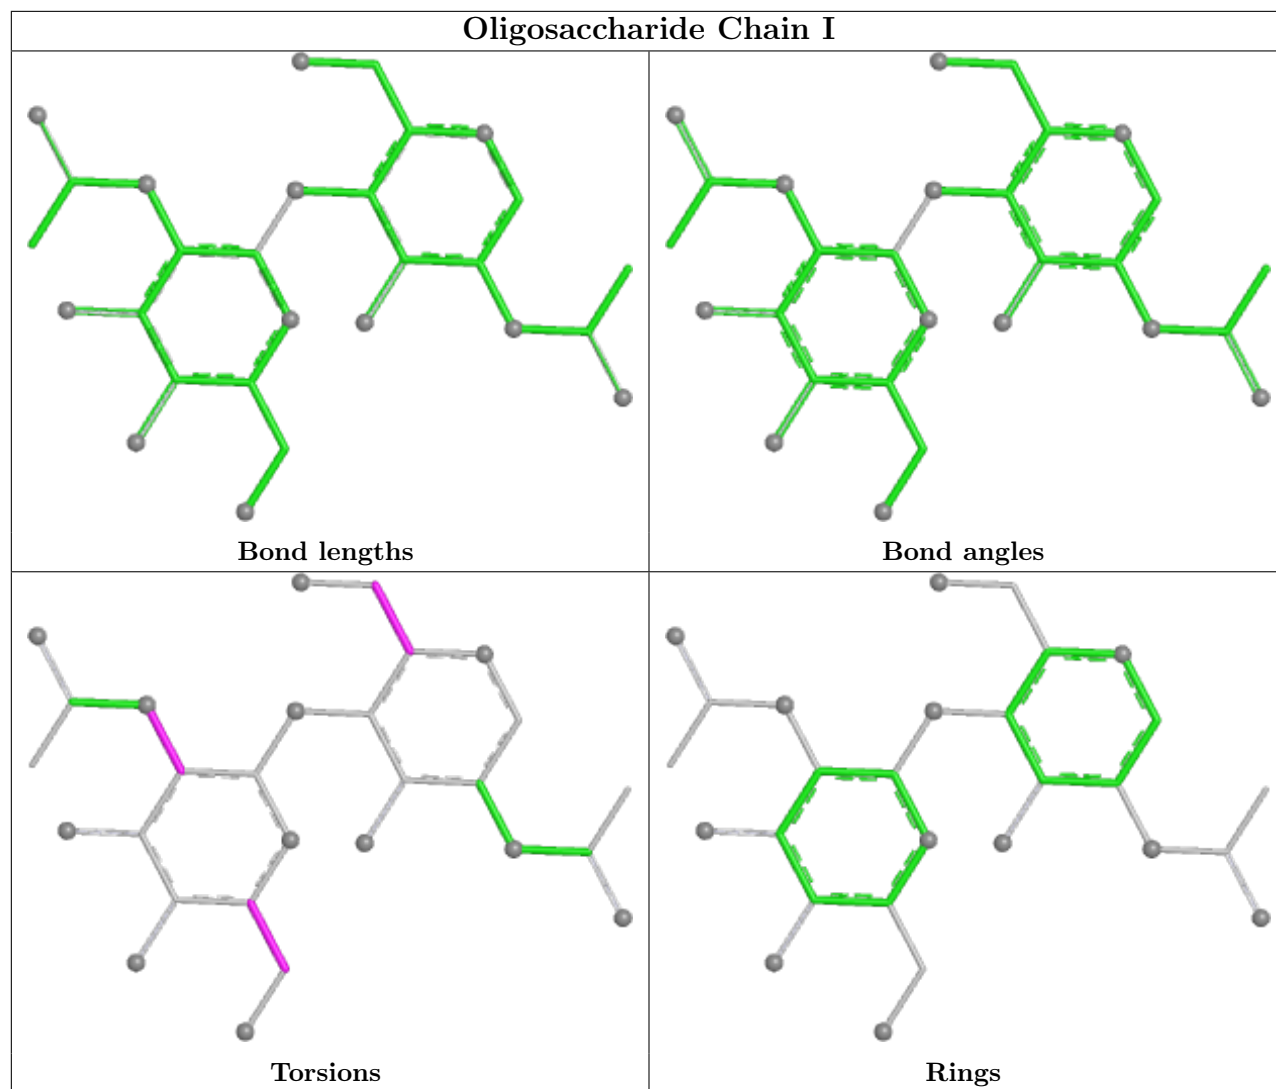 Oligosaccharide Chain I
Bond lengths
Bond angles
Torsions
Rings